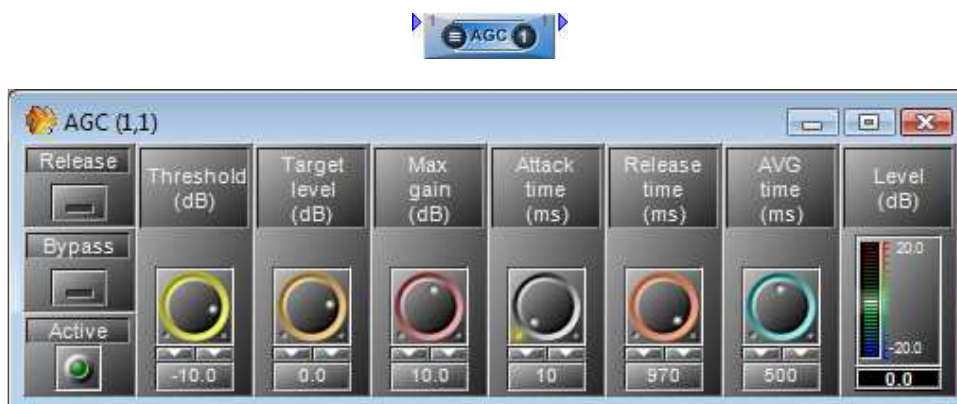 1 1
AGC 1
AGC (1,1)
Release
Bypass
Active
Threshold
(dB)
-10.0
Target
level
(dB)
0.0
Max
gain
(dB)
10.0
Attack
time
(ms)
10
Release
time
(ms)
970
AVG
time
(ms)
500
Level
(dB)
20.0
-20.0
0.0